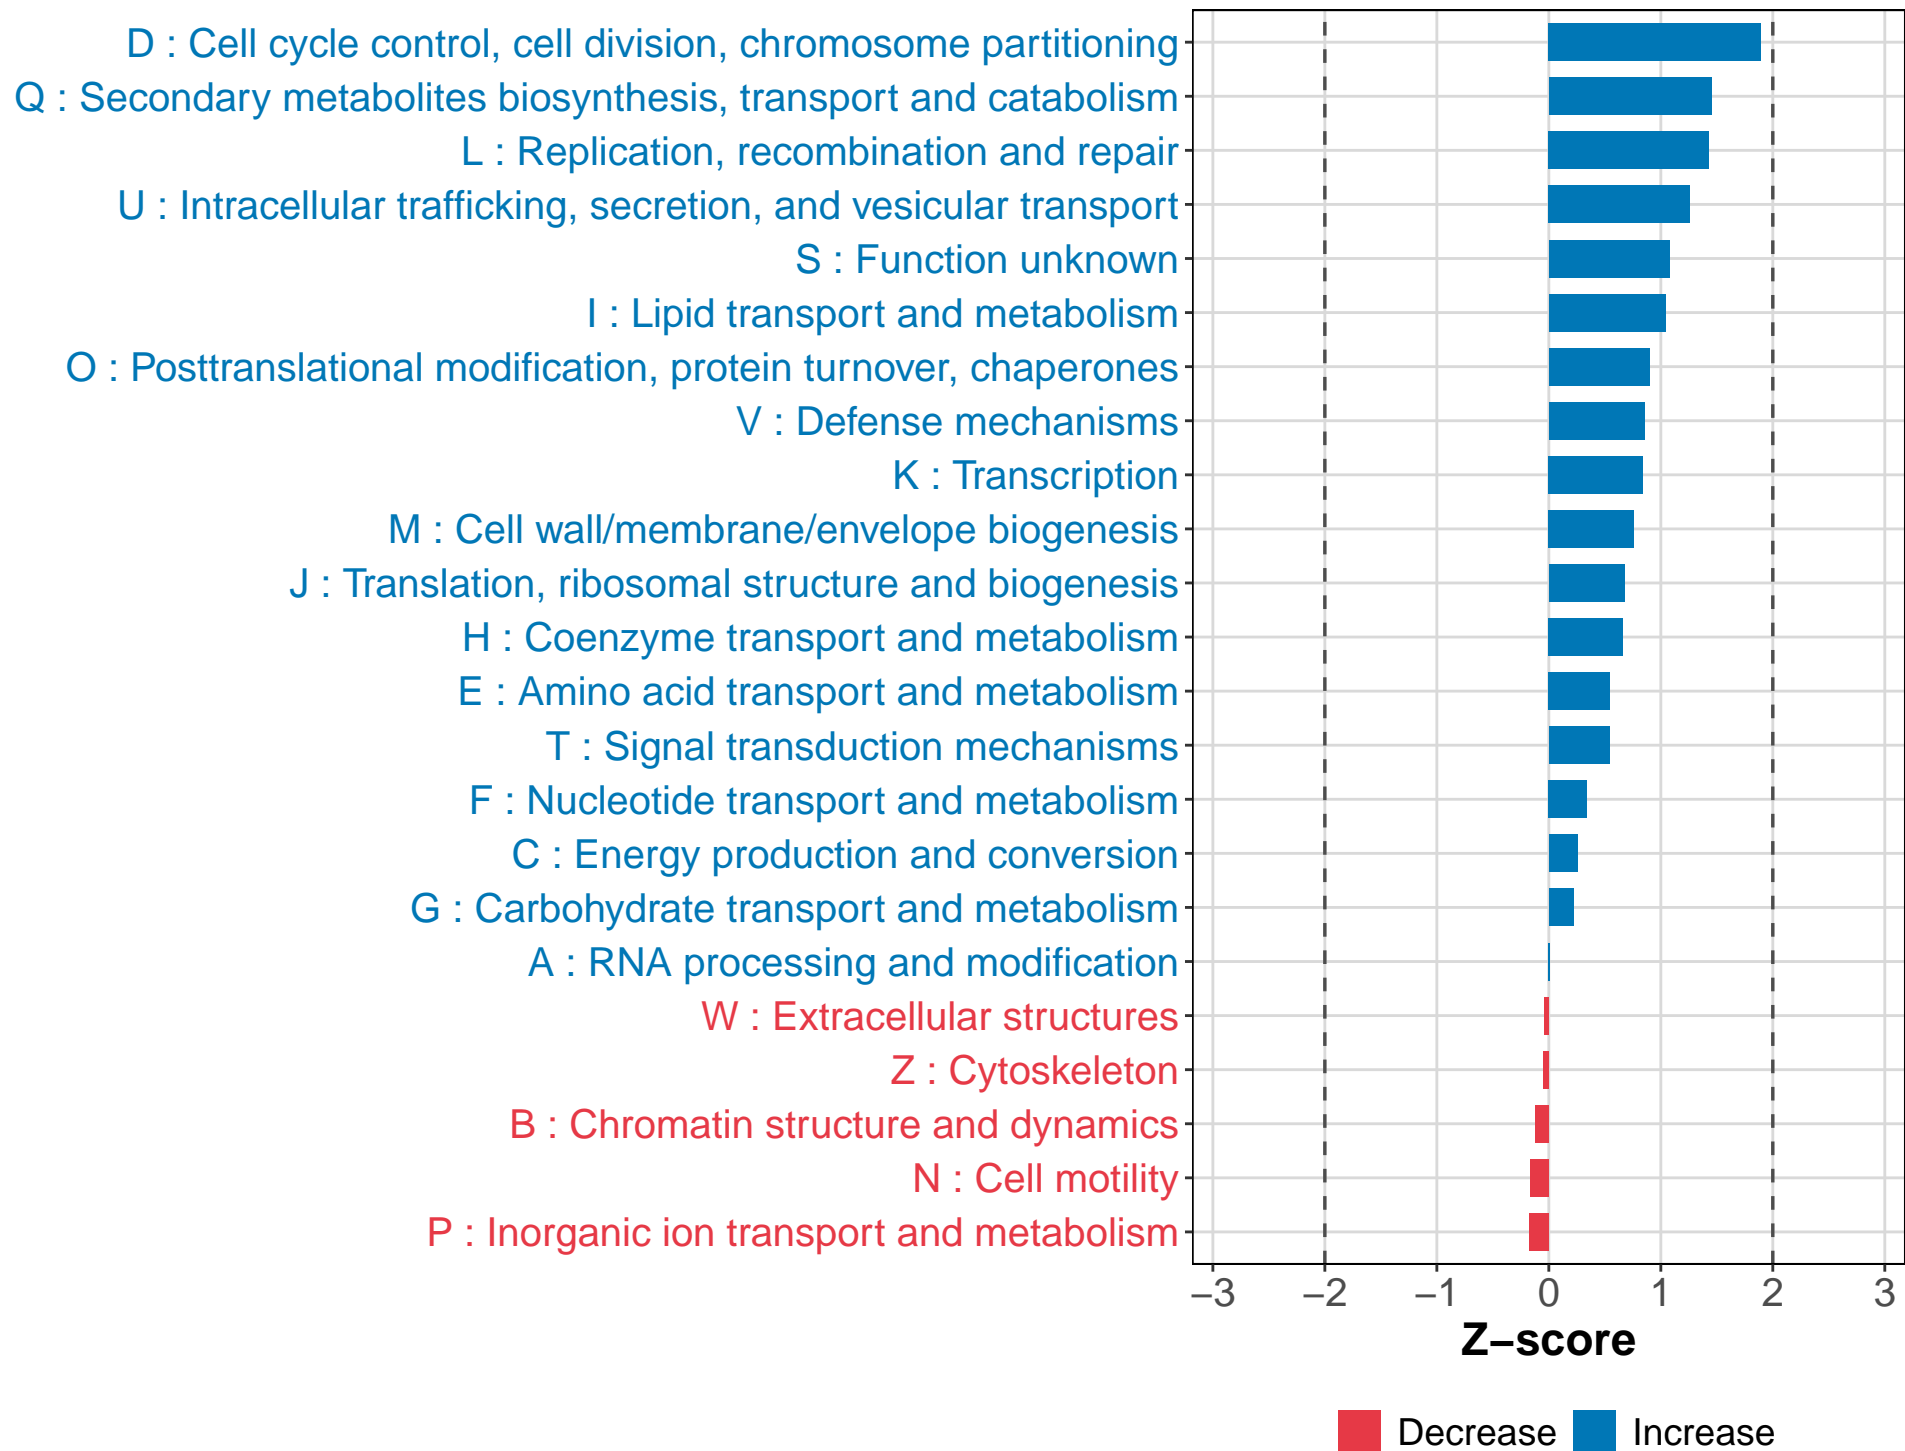 D : Cell cycle control, cell division, chromosome partitioning
Q : Secondary metabolites biosynthesis, transport and catabolism
L : Replication, recombination and repair
U : Intracellular trafficking, secretion, and vesicular transport
S : Function unknown
I : Lipid transport and metabolism
O : Posttranslational modification, protein turnover, chaperones
V : Defense mechanisms
K : Transcription
M : Cell wall/membrane/envelope biogenesis
J : Translation, ribosomal structure and biogenesis
H : Coenzyme transport and metabolism
E : Amino acid transport and metabolism
T : Signal transduction mechanisms
F : Nucleotide transport and metabolism
C : Energy production and conversion
G : Carbohydrate transport and metabolism
A : RNA processing and modification
W : Extracellular structures
Z : Cytoskeleton
B : Chromatin structure and dynamics
N : Cell motility
P : Inorganic ion transport and metabolism
−3 −2 −1 0 1 2 3
Z−score
Decrease Increase